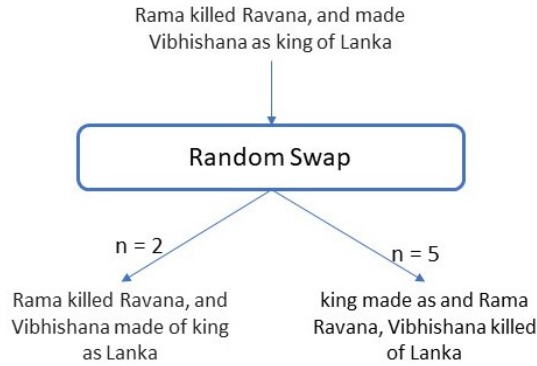 Rama killed Ravana, and made
Vibhishana as king of Lanka
Random Swap
n = 2
n = 5
Rama killed Ravana, and
Vibhishana made of king
as Lanka
king made as and Rama
Ravana, Vibhishana killed
of Lanka